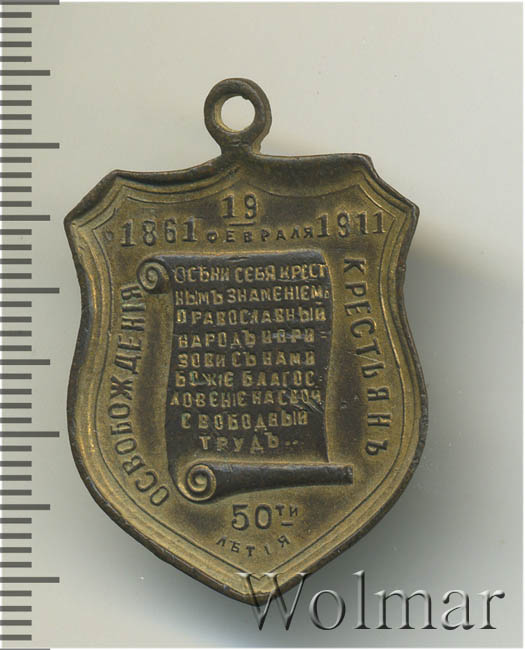 19
1861 ФЕВРАЛЯ 1911
ОСВОБОЖДЕНІЯ
КРЕСТЬЯНЪ
ОСѢНИ СЕБЯ КРЕСТ
НЫМЪ ЗНАМЕНІЕМЪ
ПРАВОСЛАВНЫЙ
НАРОДЪ И ПРИ-
ЗОВИ СЪ НАМИ
БОЖІЕ БЛАГОС-
ЛОВЕНІЕ НА СВОЙ
СВОБОДНЫЙ
ТРУДЪ...
50ТИ
ЛѢТІЯ
Wolmar